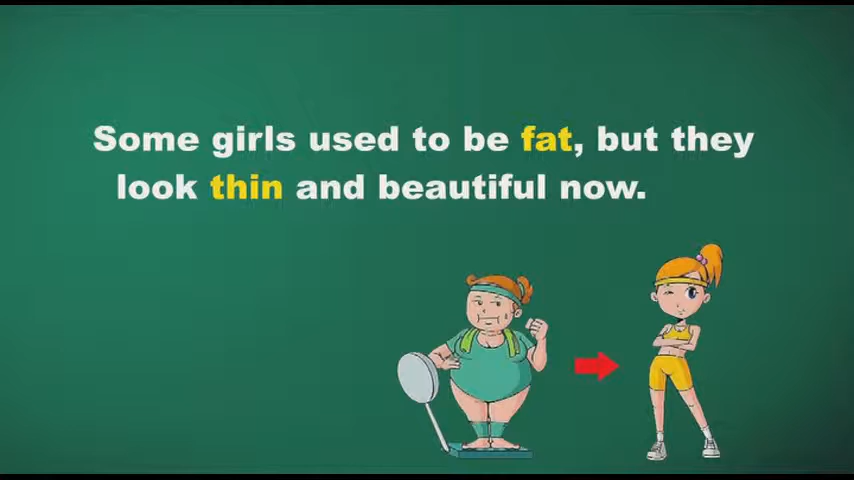 Some girls used to be fat, but they
look thin and beautiful now.